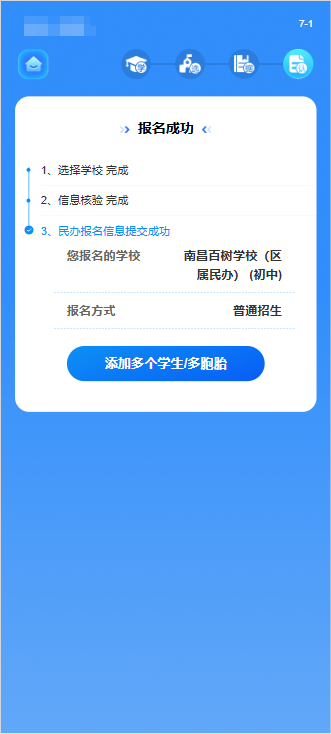 7-1
报名成功
1、选择学校 完成
2、信息核验 完成
3、民办报名信息提交成功
您报名的学校 南昌百树学校（区
属民办） (初中)
报名方式 普通招生
添加多个学生/多胞胎